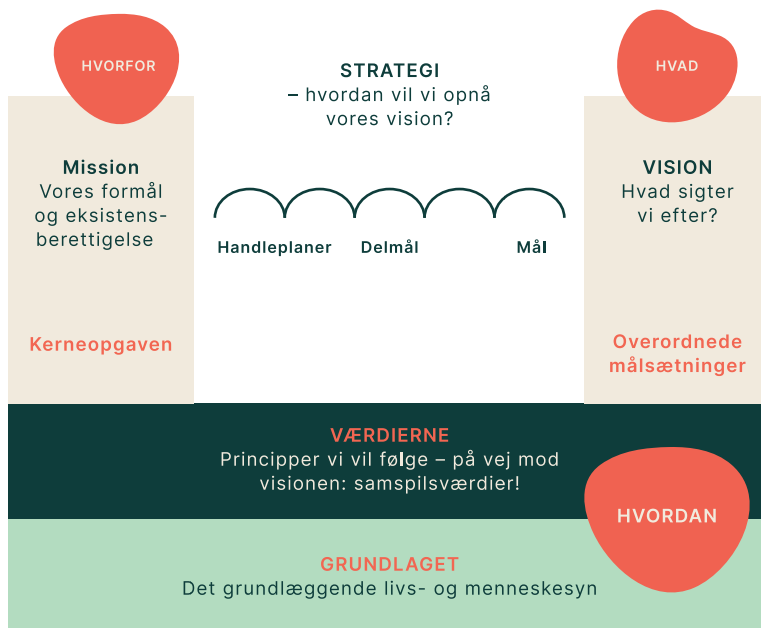 HVORFOR
Mission
Vores formål
og eksistens-
berettigelse
Kerneopgaven
STRATEGI
– hvordan vil vi opnå
vores vision?
Handleplaner
Delmål
Mål
HVAD
VISION
Hvad sigter
vi efter?
Overordnede
målsætninger
VÆRDIERNE
Principper vi vil følge – på vej mod
visionen: samspilsværdier!
HVORDAN
GRUNDLAGET
Det grundlæggende livs- og menneskesyn